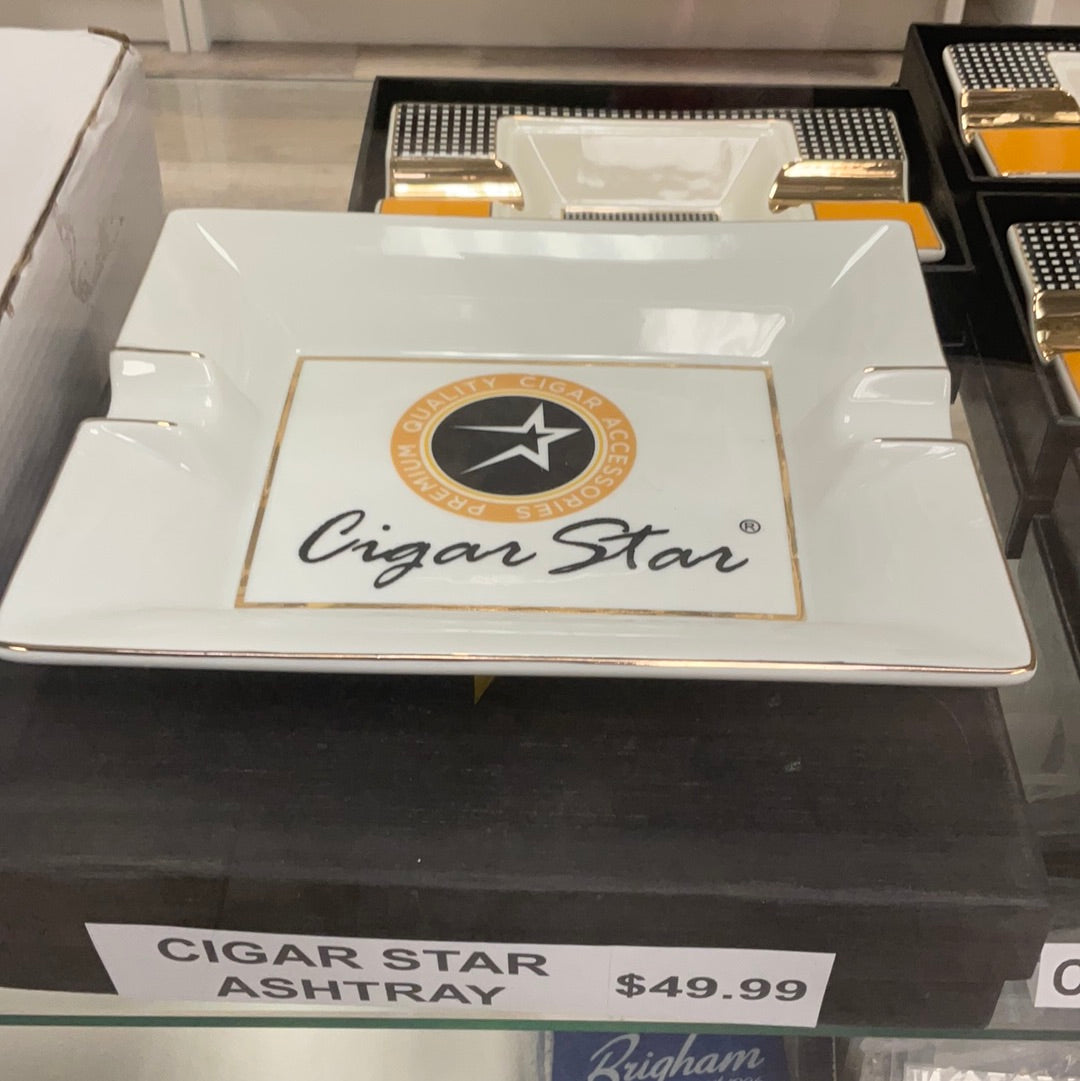 PREMIUM QUALITY CIGAR ACCESSORIES
Cigar Star®
CIGAR STAR
ASHTRAY
$49.99
C
Brigham